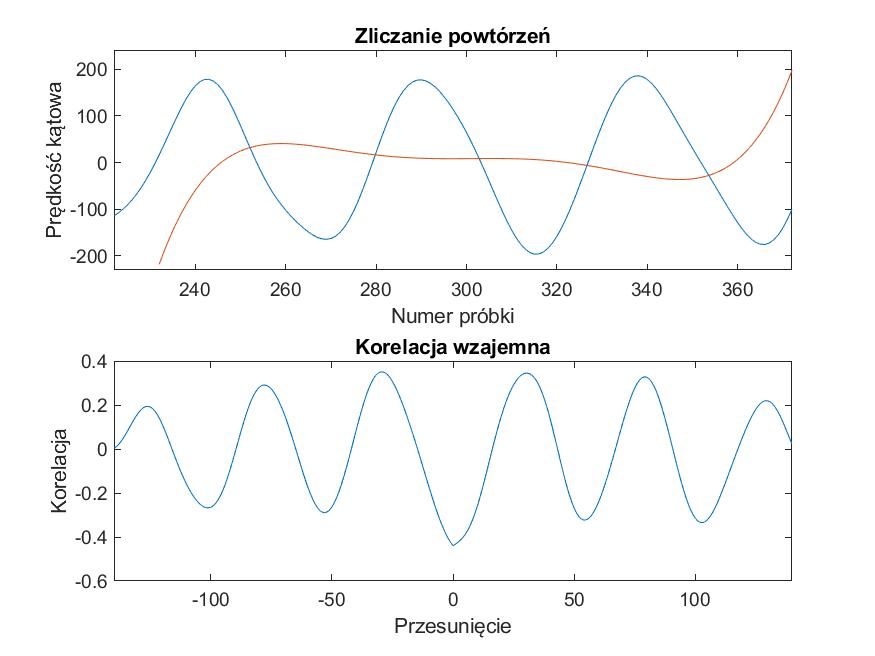 Zliczanie powtórzeń
200
100
0
-100
-200
Prędkość kątowa
240 260 280 300 320 340 360
Numer próbki
Korelacja wzajemna
0.4
0.2
0
-0.2
-0.4
-0.6
Korelacja
-100 -50 0 50 100
Przesunięcie